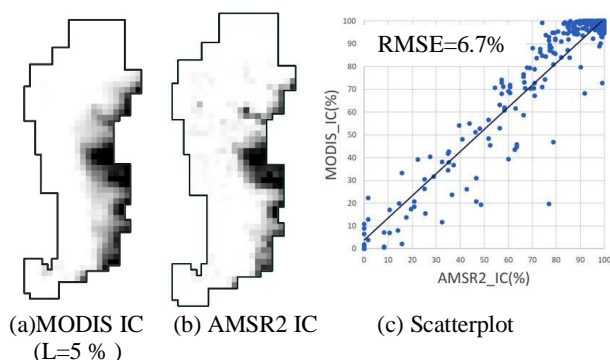 RMSE=6.7%
MODIS_IC(%)
100
90
80
70
60
50
40
30
20
10
0
0 10 20 30 40 50 60 70 80 90 100
AMSR2_IC(%)
(a)MODIS IC (b) AMSR2 IC (c) Scatterplot
(L=5 % )